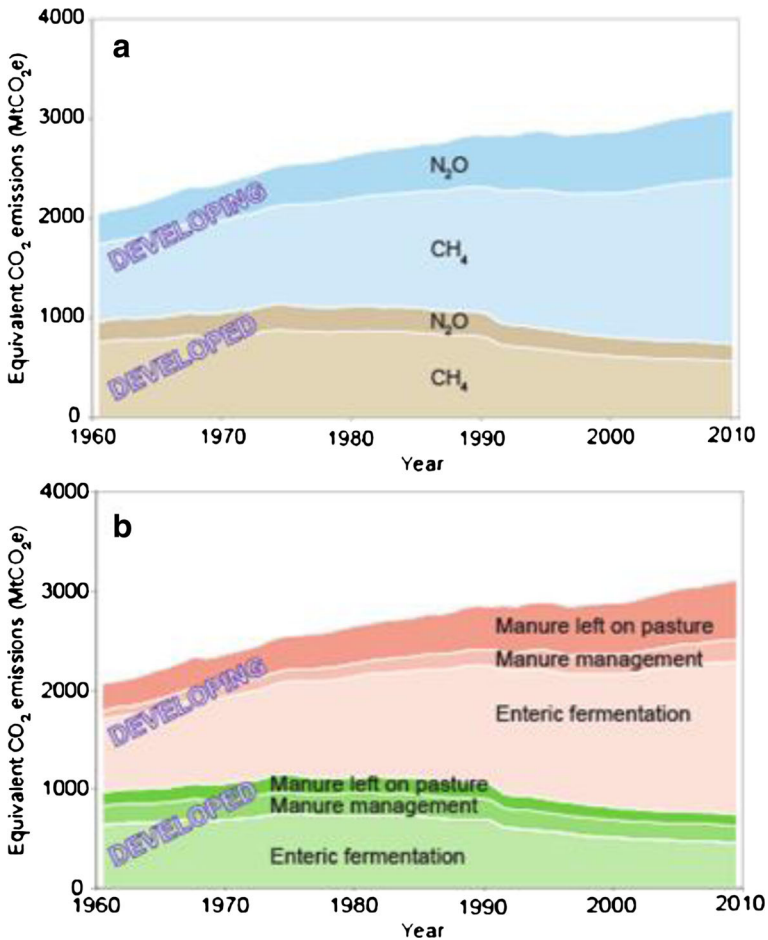 a
Equivalent CO₂ emissions (MtCO₂e)
4000
3000
2000
1000
0
DEVELOPING
N₂O
CH₄
DEVELOPED
N₂O
CH₄
1960 1970 1980 1990 2000 2010
Year
b
Equivalent CO₂ emissions (MtCO₂e)
4000
3000
2000
1000
0
DEVELOPING
Manure left on pasture
Manure management
Enteric fermentation
DEVELOPED
Manure left on pasture
Manure management
Enteric fermentation
1960 1970 1980 1990 2000 2010
Year